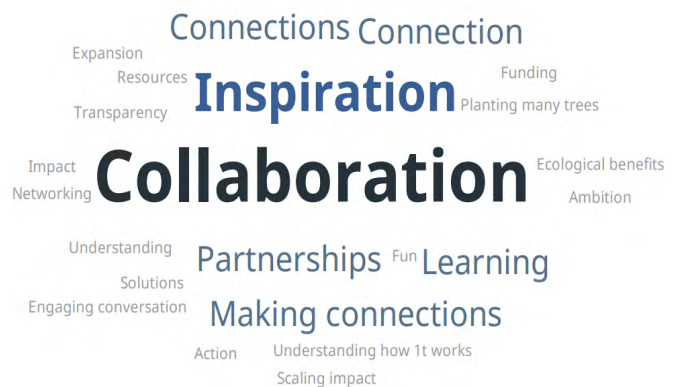 Connections Connection
Expansion
Resources
Inspiration
Funding
Transparency
Planting many trees
Collaboration
Impact
Ecological benefits
Networking
Ambition
Understanding
Partnerships Fun Learning
Solutions
Engaging conversation
Making connections
Action
Understanding how 1t works
Scaling impact